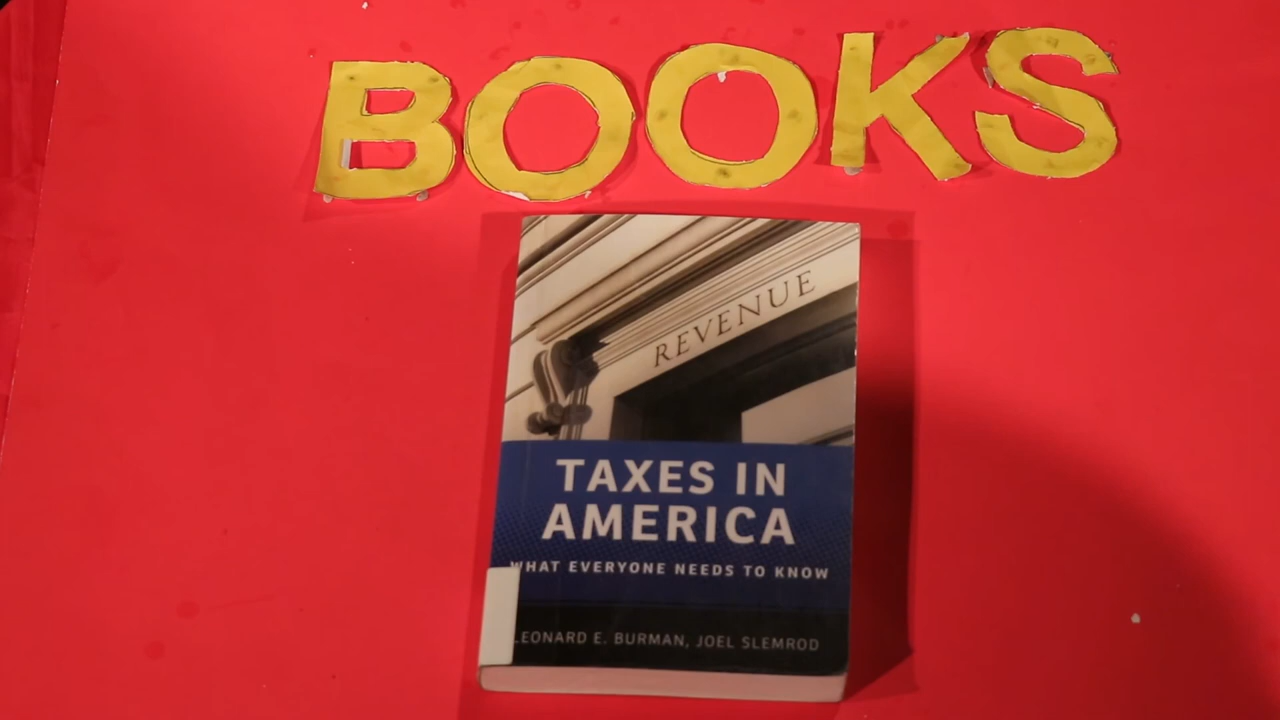 BOOKS
REVENUE
TAXES IN
AMERICA
WHAT EVERYONE NEEDS TO KNOW
LEONARD E. BURMAN, JOEL SLEMROD